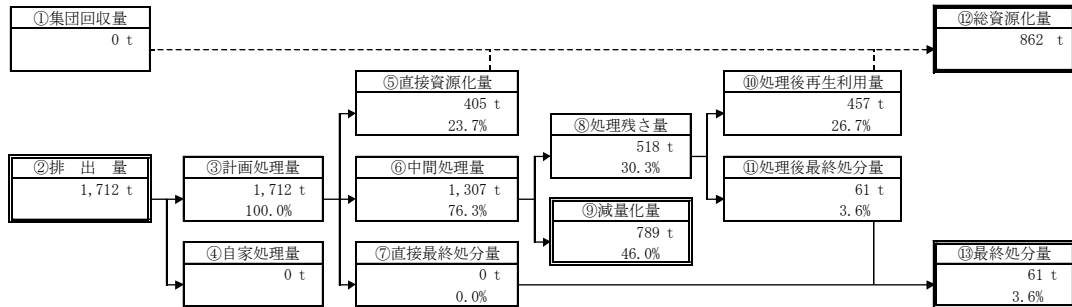 ①集団回収量
0 t
⑫総資源化量
862 t
⑤直接資源化量
405 t
23.7%
⑩処理後再生利用量
457 t
26.7%
⑧処理残さ量
518 t
30.3%
②排 出 量
1,712 t
③計画処理量
1,712 t
100.0%
⑥中間処理量
1,307 t
76.3%
⑪処理後最終処分量
61 t
3.6%
⑨減量化量
789 t
46.0%
④自家処理量
0 t
⑦直接最終処分量
0 t
0.0%
⑬最終処分量
61 t
3.6%